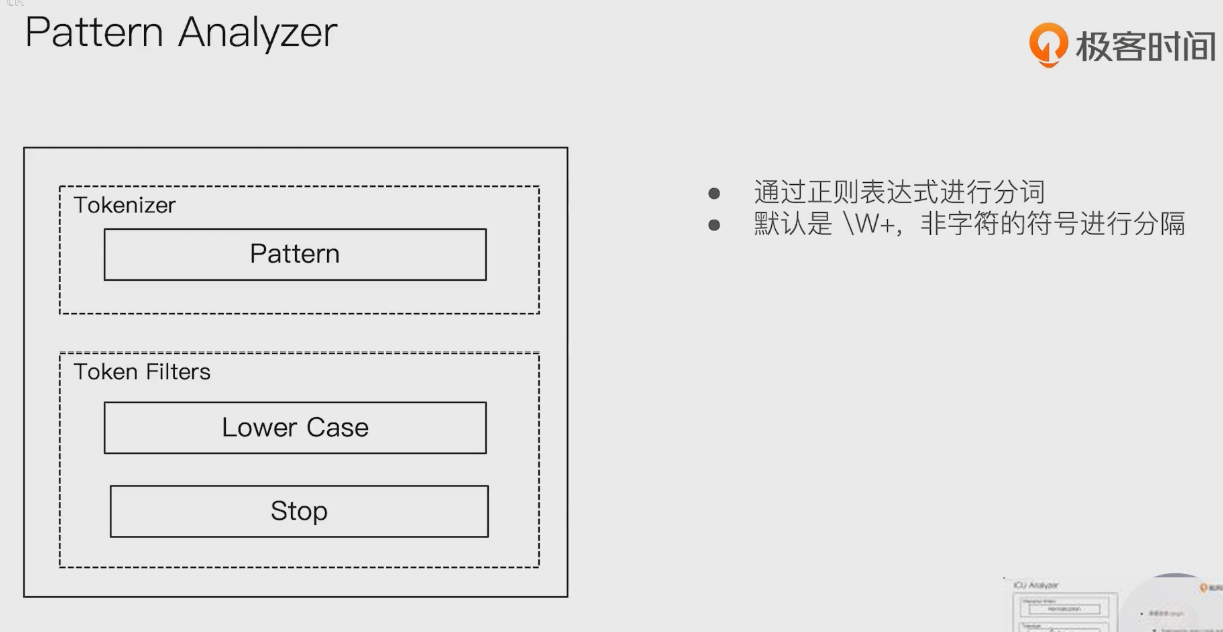 Pattern Analyzer
极客时间
Tokenizer
Pattern
Token Filters
Lower Case
Stop
● 通过正则表达式进行分词
● 默认是 \W+，非字符的符号进行分隔
ICU Analyzer